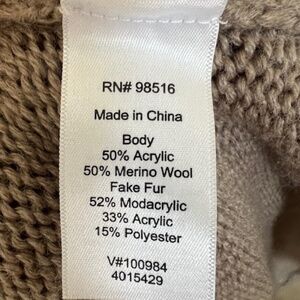 RN# 98516
Made in China
Body
50% Acrylic
50% Merino Wool
Fake Fur
52% Modacrylic
33% Acrylic
15% Polyester
V#100984
4015429